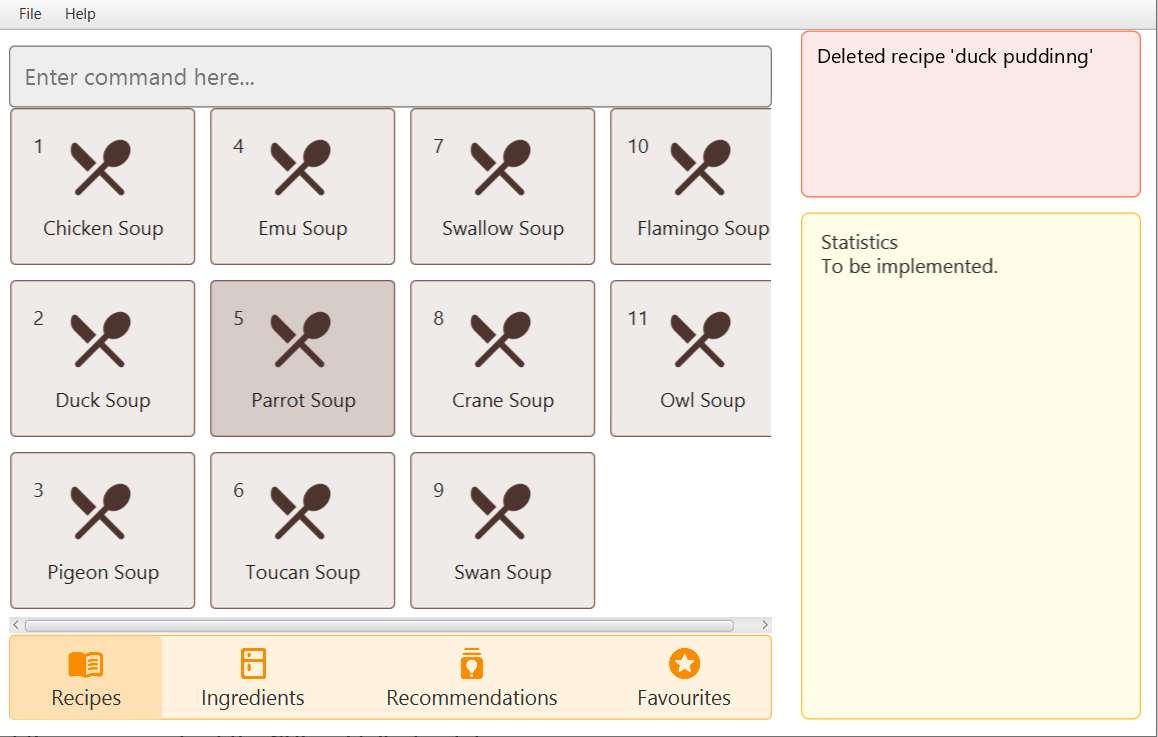 File Help
Enter command here...
1 4 7 10
Chicken Soup Emu Soup Swallow Soup Flamingo Soup
2 5 8 11
Duck Soup Parrot Soup Crane Soup Owl Soup
3 6 9
Pigeon Soup Toucan Soup Swan Soup
Recipes Ingredients Recommendations Favourites
Deleted recipe 'duck puddinng'
Statistics
To be implemented.